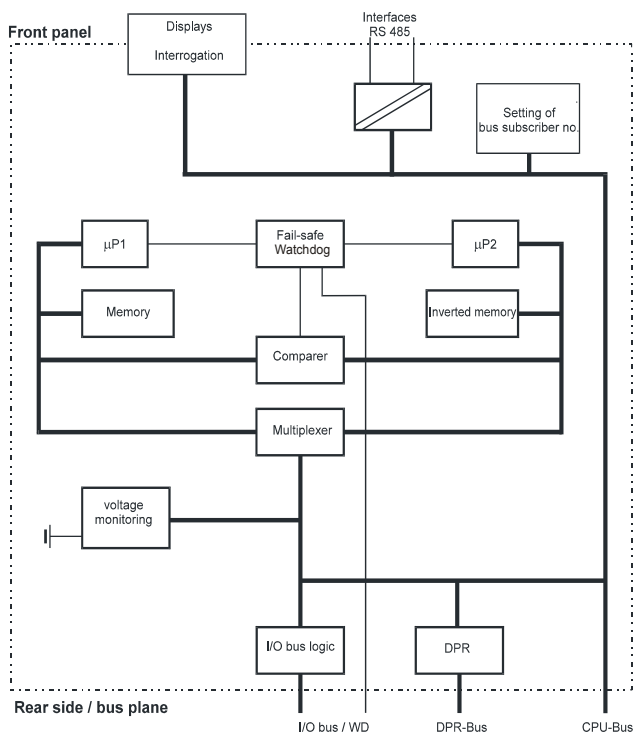 Interfaces
RS 485
Displays
Interrogation
Front panel
Setting of
bus subscriber no.
µP1
Fail-safe
Watchdog
µP2
Memory
Inverted memory
Comparer
Multiplexer
voltage
monitoring
I/O bus logic
DPR
Rear side / bus plane
I/O bus / WD
DPR-Bus
CPU-Bus